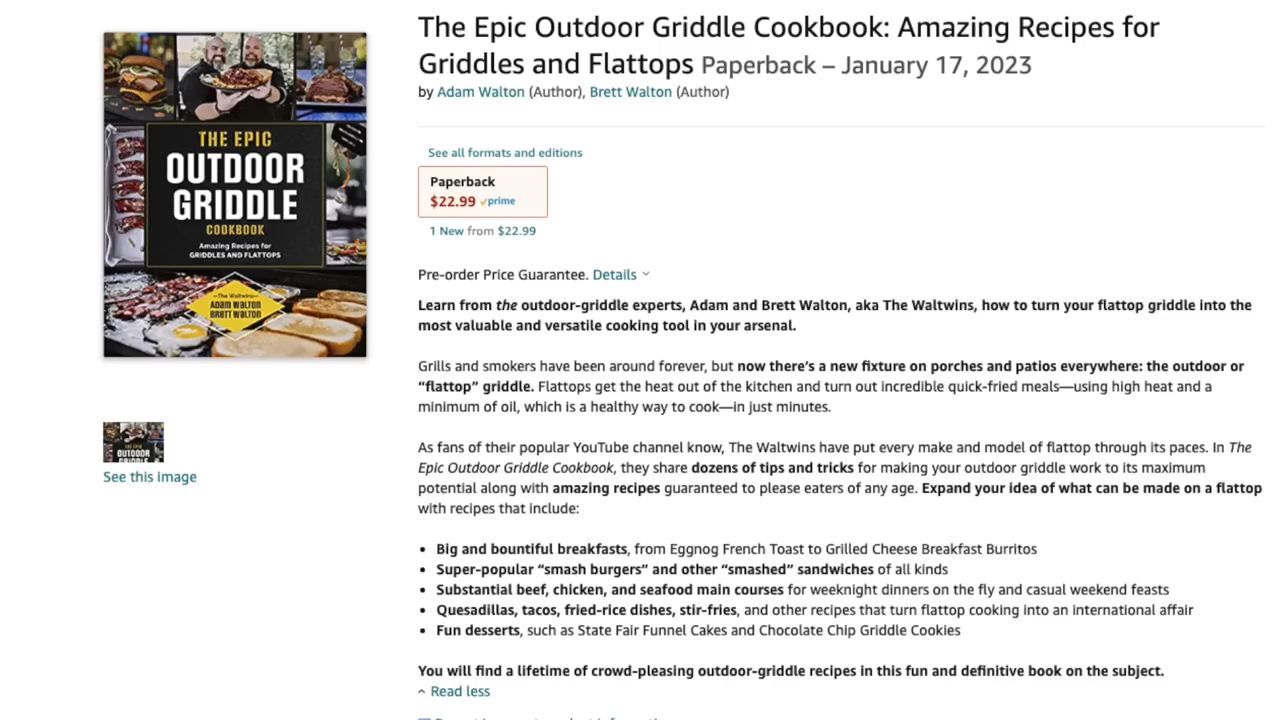 The Epic Outdoor Griddle Cookbook: Amazing Recipes for
Griddles and Flattops Paperback – January 17, 2023
by Adam Walton (Author), Brett Walton (Author)
THE EPIC
OUTDOOR
GRIDDLE
COOKBOOK
Amazing Recipes for
GRIDDLES AND FLATTOPS
The Waltwins
ADAM WALTON
BRETT WALTON
See this image
See all formats and editions
Paperback
$22.99 prime
1 New from $22.99
Pre-order Price Guarantee. Details
Learn from the outdoor-griddle experts, Adam and Brett Walton, aka The Waltwins, how to turn your flattop griddle into the
most valuable and versatile cooking tool in your arsenal.
Grills and smokers have been around forever, but now there’s a new fixture on porches and patios everywhere: the outdoor or
“flattop” griddle. Flattops get the heat out of the kitchen and turn out incredible quick-fried meals—using high heat and a
minimum of oil, which is a healthy way to cook—in just minutes.
As fans of their popular YouTube channel know, The Waltwins have put every make and model of flattop through its paces. In The
Epic Outdoor Griddle Cookbook, they share dozens of tips and tricks for making your outdoor griddle work to its maximum
potential along with amazing recipes guaranteed to please eaters of any age. Expand your idea of what can be made on a flattop
with recipes that include:
• Big and bountiful breakfasts, from Eggnog French Toast to Grilled Cheese Breakfast Burritos
• Super-popular “smash burgers” and other “smashed” sandwiches of all kinds
• Substantial beef, chicken, and seafood main courses for weeknight dinners on the fly and casual weekend feasts
• Quesadillas, tacos, fried-rice dishes, stir-fries, and other recipes that turn flattop cooking into an international affair
• Fun desserts, such as State Fair Funnel Cakes and Chocolate Chip Griddle Cookies
You will find a lifetime of crowd-pleasing outdoor-griddle recipes in this fun and definitive book on the subject.
Read less